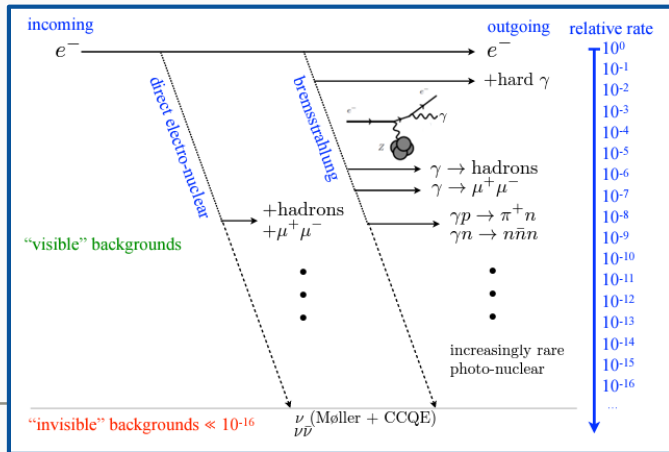 incoming
outgoing
relative rate
e⁻
e⁻
direct electro-nuclear
bremsstrahlung
+hard γ
e⁻
e⁻
γ
Z
γ → hadrons
γ → μ⁺μ⁻
+hadrons
+μ⁺μ⁻
γp → π⁺n
γn → nn̄n
"visible" backgrounds
increasingly rare
photo-nuclear
"invisible" backgrounds ≪ 10⁻¹⁶
ν (Møller + CCQE)
νν̄
10⁰
10⁻¹
10⁻²
10⁻³
10⁻⁴
10⁻⁵
10⁻⁶
10⁻⁷
10⁻⁸
10⁻⁹
10⁻¹⁰
10⁻¹¹
10⁻¹²
10⁻¹³
10⁻¹⁴
10⁻¹⁵
10⁻¹⁶
...